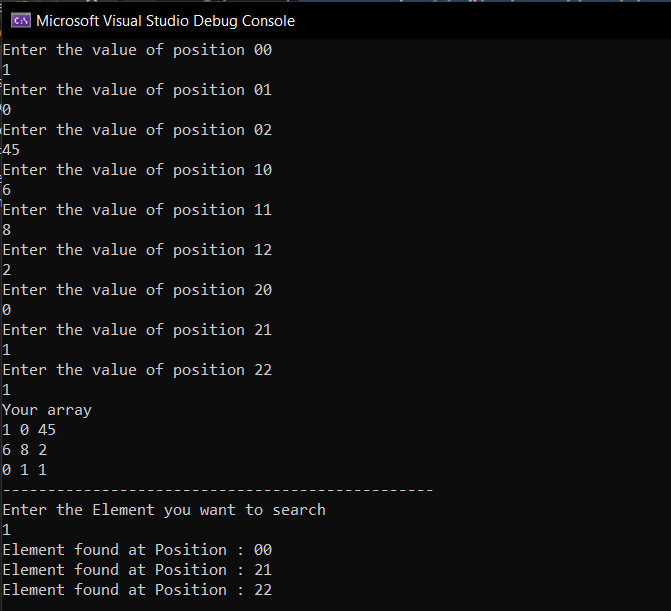 Microsoft Visual Studio Debug Console
Enter the value of position 00
1
Enter the value of position 01
0
Enter the value of position 02
45
Enter the value of position 10
6
Enter the value of position 11
8
Enter the value of position 12
2
Enter the value of position 20
0
Enter the value of position 21
1
Enter the value of position 22
1
Your array
1 0 45
6 8 2
0 1 1
------------------------------------------------
Enter the Element you want to search
1
Element found at Position : 00
Element found at Position : 21
Element found at Position : 22